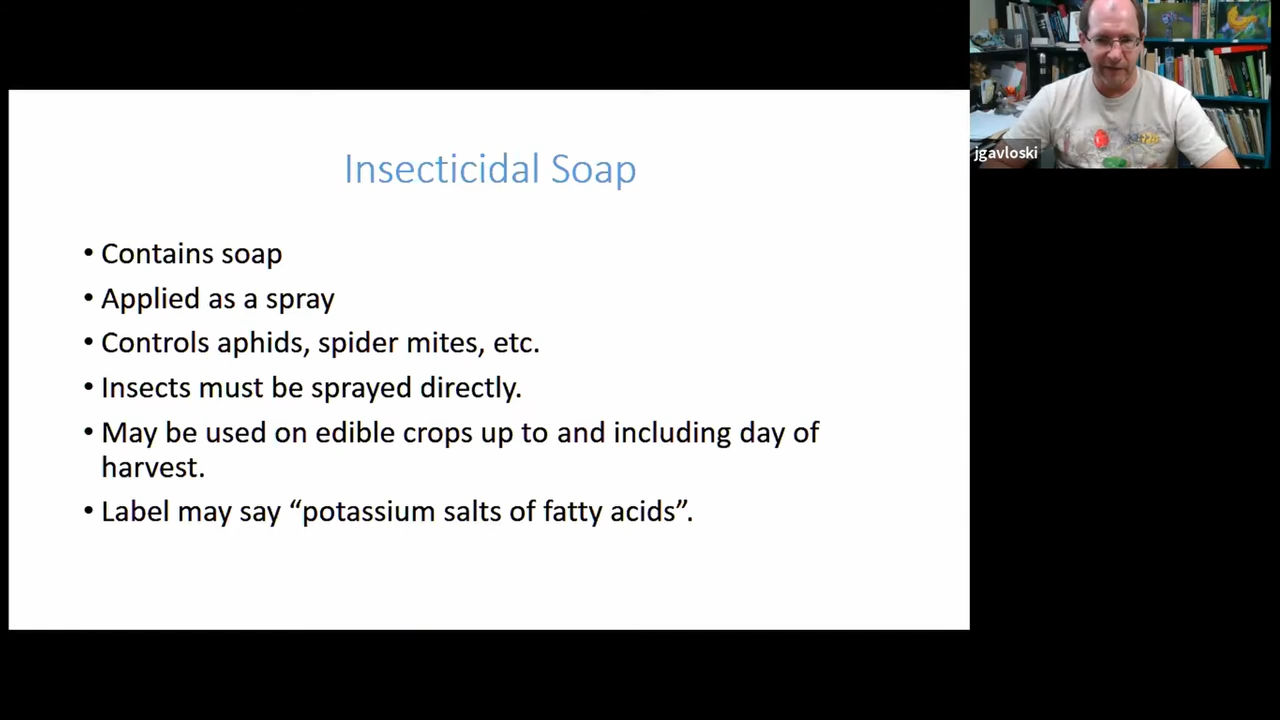 Insecticidal Soap
• Contains soap
• Applied as a spray
• Controls aphids, spider mites, etc.
• Insects must be sprayed directly.
• May be used on edible crops up to and including day of
harvest.
• Label may say “potassium salts of fatty acids”.
jgavloski